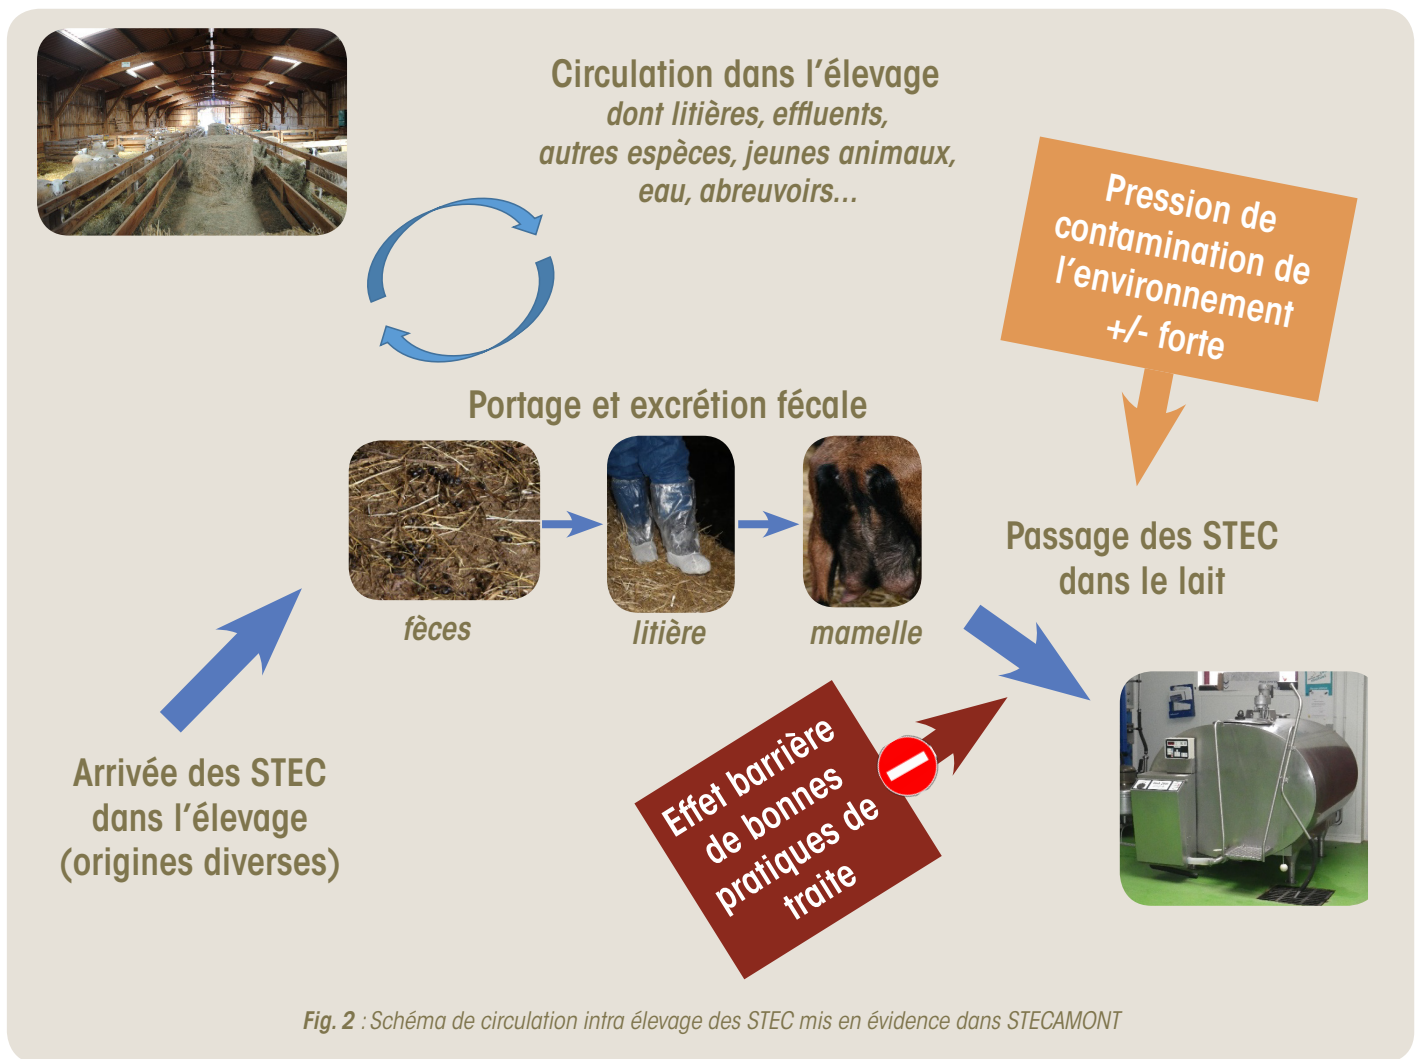 Circulation dans l’élevage
dont litières, effluents,
autres espèces, jeunes animaux,
eau, abreuvoirs…
Pression de
contamination de
l’environnement
+/- forte
Portage et excrétion fécale
fèces
litière
mamelle
Passage des STEC
dans le lait
Arrivée des STEC
dans l’élevage
(origines diverses)
Effet barrière
de bonnes
pratiques de
traite
Fig. 2 : Schéma de circulation intra élevage des STEC mis en évidence dans STECAMONT